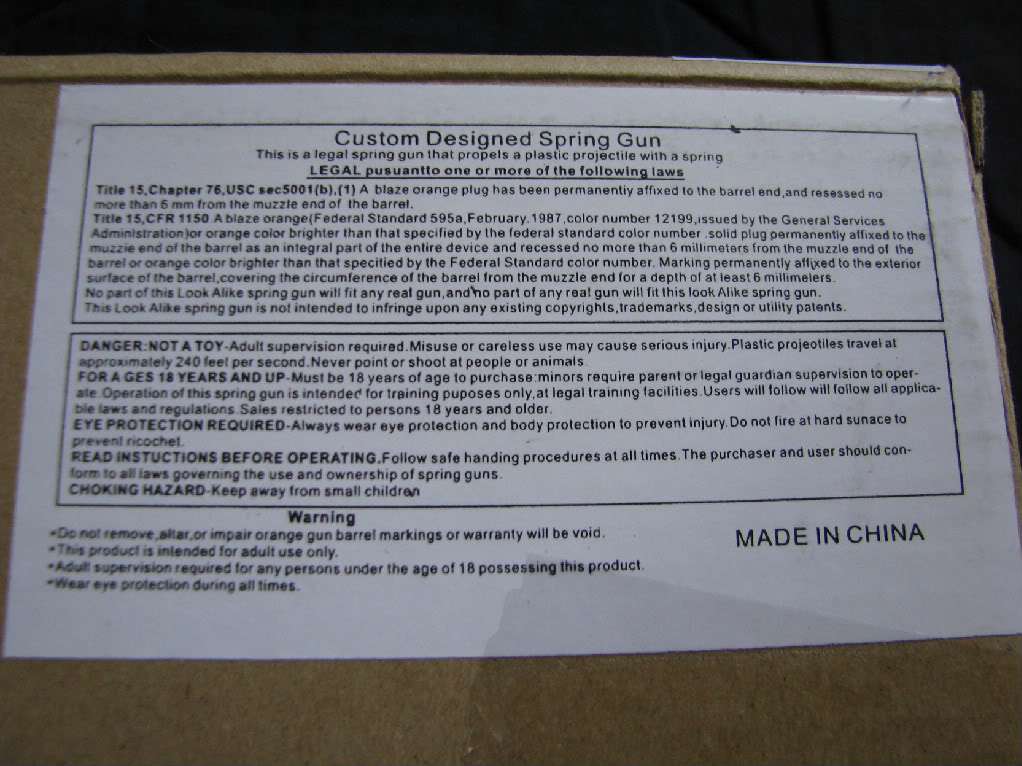 Custom Designed Spring Gun
This is a legal spring gun that propels a plastic projectile with a spring
LEGAL pusuantto one or more of the following laws
Title 15,Chapter 76,USC sec5001(b),(1) A blaze orange plug has been permanently affixed to the barrel end,and resessed no
more than 6 mm from the muzzle end of the barrel.
Title 15,CFR 1150 A blaze orange(Federal Standard 595a,February.1987,color number 12199,issued by the General Services
Administration)or orange color brighter than that specified by the federal standard color number .solid plug permanently affixed to the
muzzie end of the barrel as an integral part of the entire device and recessed no more than 6 millimeters from the muzzle end of the
barrel or orange color brighter than that specified by the Federal Standard color number. Marking permanently affixed to the exterior
surface of the barrel,covering the circumference of the barrel from the muzzle end for a depth of at least 6 millimelers.
No part of this Look Alike spring gun will fit any real gun,and no part of any real gun will fit this look Alike spring gun.
This Look Alike spring gun is not intended to infringe upon any existing copyrights,trademarks,design or utility patents.
DANGER:NOT A TOY-Adult supervision required.Misuse or careless use may cause serious injury.Plastic projeotiles travel at
approximately 240 feet per second.Never point or shoot at people or animals
FOR A GES 18 YEARS AND UP-Must be 18 years of age to purchase:minors require parent or legal guardian supervision to oper-
ate.Operation of this spring gun is intended for training puposes only,at legal training facilities.Users will follow will follow all applica-
ble laws and regulations.Sales restricted to persons 18 years and older.
EYE PROTECTION REQUIRED-Always wear eye protection and body protection to prevent injury.Do not fire at hard sunace to
prevent ricochet.
READ INSTUCTIONS BEFORE OPERATING.Follow safe handing procedures at all times.The purchaser and user should con-
form to all laws governing the use and ownership of spring guns.
CHOKING HAZARD-Keep away from small children
Warning
•Do not remove,altar,or impair orange gun barrel markings or warranty will be void.
•This product is intended for adult use only.
•Adult supervision required for any persons under the age of 18 possessing this product.
•Wear eye protection during all times.
MADE IN CHINA